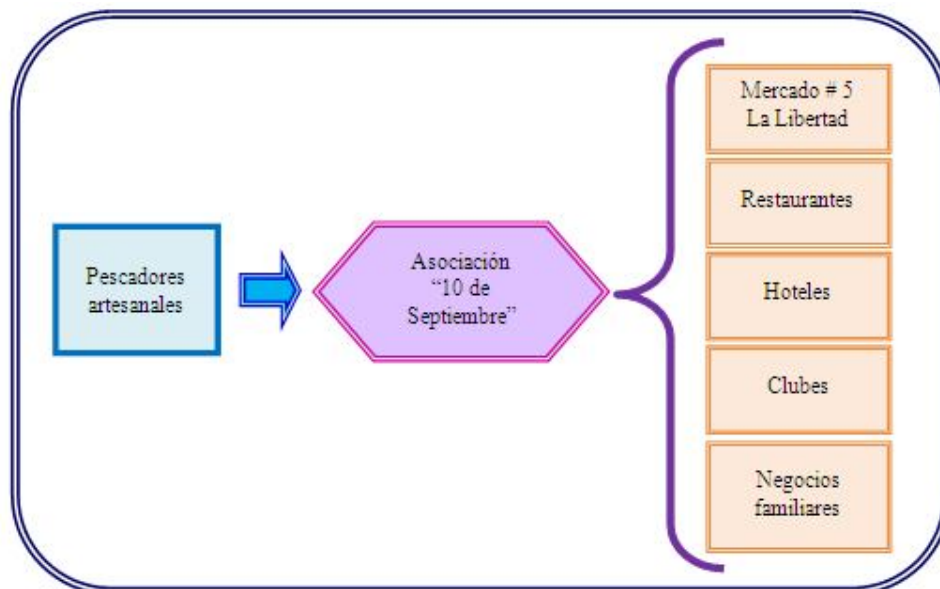 Pescadores
artesanales
Asociación
“10 de
Septiembre”
Mercado # 5
La Libertad
Restaurantes
Hoteles
Clubes
Negocios
familiares